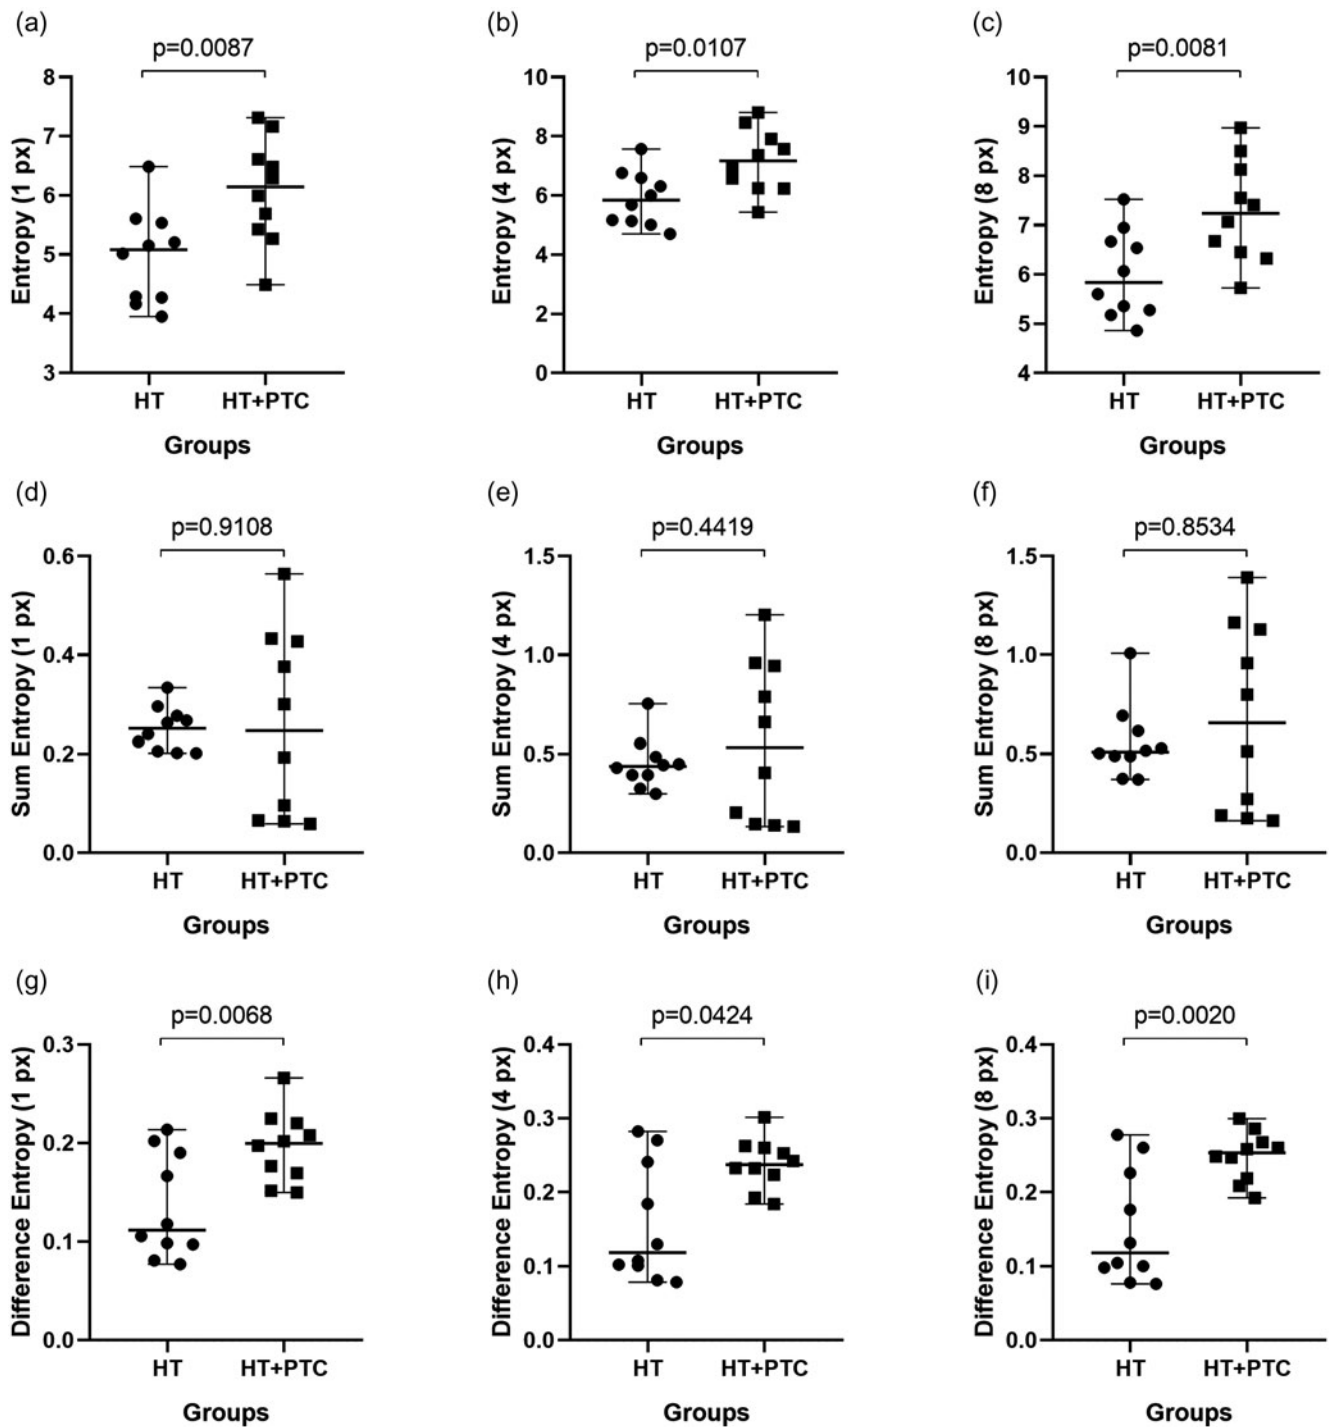 (a)
p=0.0087
8
7
6
5
4
3
Entropy (1 px)
HT
HT+PTC
Groups
(b)
p=0.0107
10
8
6
4
2
0
Entropy (4 px)
HT
HT+PTC
Groups
(c)
p=0.0081
10
9
8
7
6
5
4
Entropy (8 px)
HT
HT+PTC
Groups
(d)
p=0.9108
0.6
0.4
0.2
0.0
Sum Entropy (1 px)
HT
HT+PTC
Groups
(e)
p=0.4419
1.5
1.0
0.5
0.0
Sum Entropy (4 px)
HT
HT+PTC
Groups
(f)
p=0.8534
1.5
1.0
0.5
0.0
Sum Entropy (8 px)
HT
HT+PTC
Groups
(g)
p=0.0068
0.3
0.2
0.1
0.0
Difference Entropy (1 px)
HT
HT+PTC
Groups
(h)
p=0.0424
0.4
0.3
0.2
0.1
0.0
Difference Entropy (4 px)
HT
HT+PTC
Groups
(i)
p=0.0020
0.4
0.3
0.2
0.1
0.0
Difference Entropy (8 px)
HT
HT+PTC
Groups